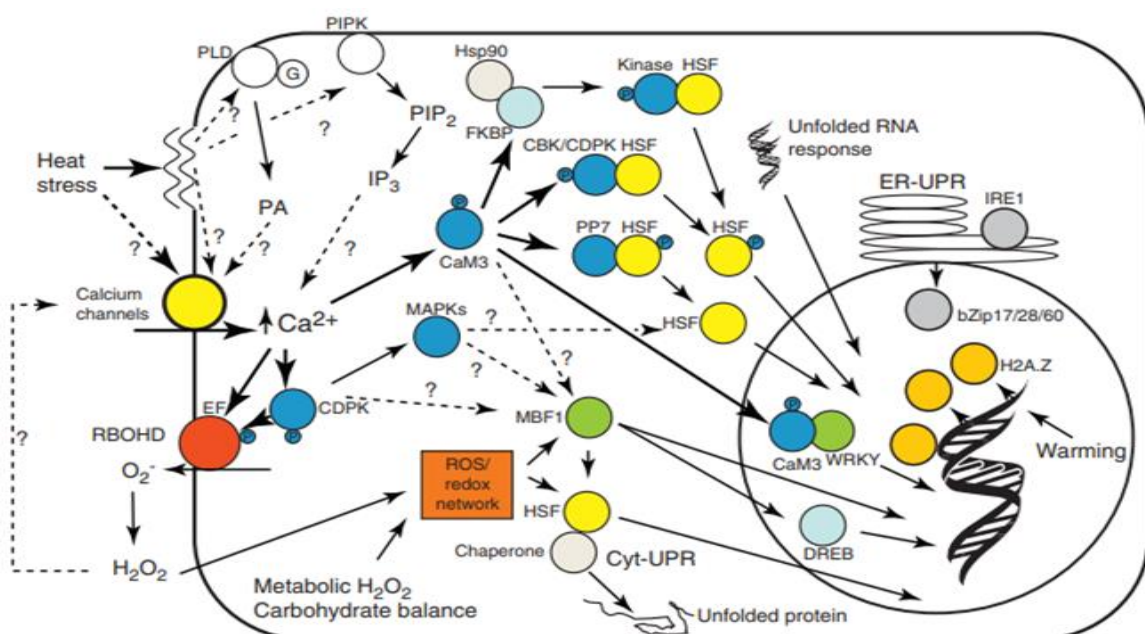 PIPK
PLD
G
Hsp90
Kinase HSF
P
?
?
PIP2
FKBP
Unfolded RNA
response
Heat
stress
CBK/CDPK HSF
P
IP3
ER-UPR
IRE1
PA
P
PP7 HSF
P
HSF
P
?
?
?
?
CaM3
Calcium
channels
Ca2+
MAPKs
?
HSF
bZip17/28/60
H2A.Z
?
?
?
EF
CDPK
P
P
MBF1
P
RBOHD
?
CaM3 WRKY
Warming
O2-
ROS/
redox
network
HSF
DREB
Chaperone
Cyt-UPR
H2O2
Metabolic H2O2
Carbohydrate balance
Unfolded protein